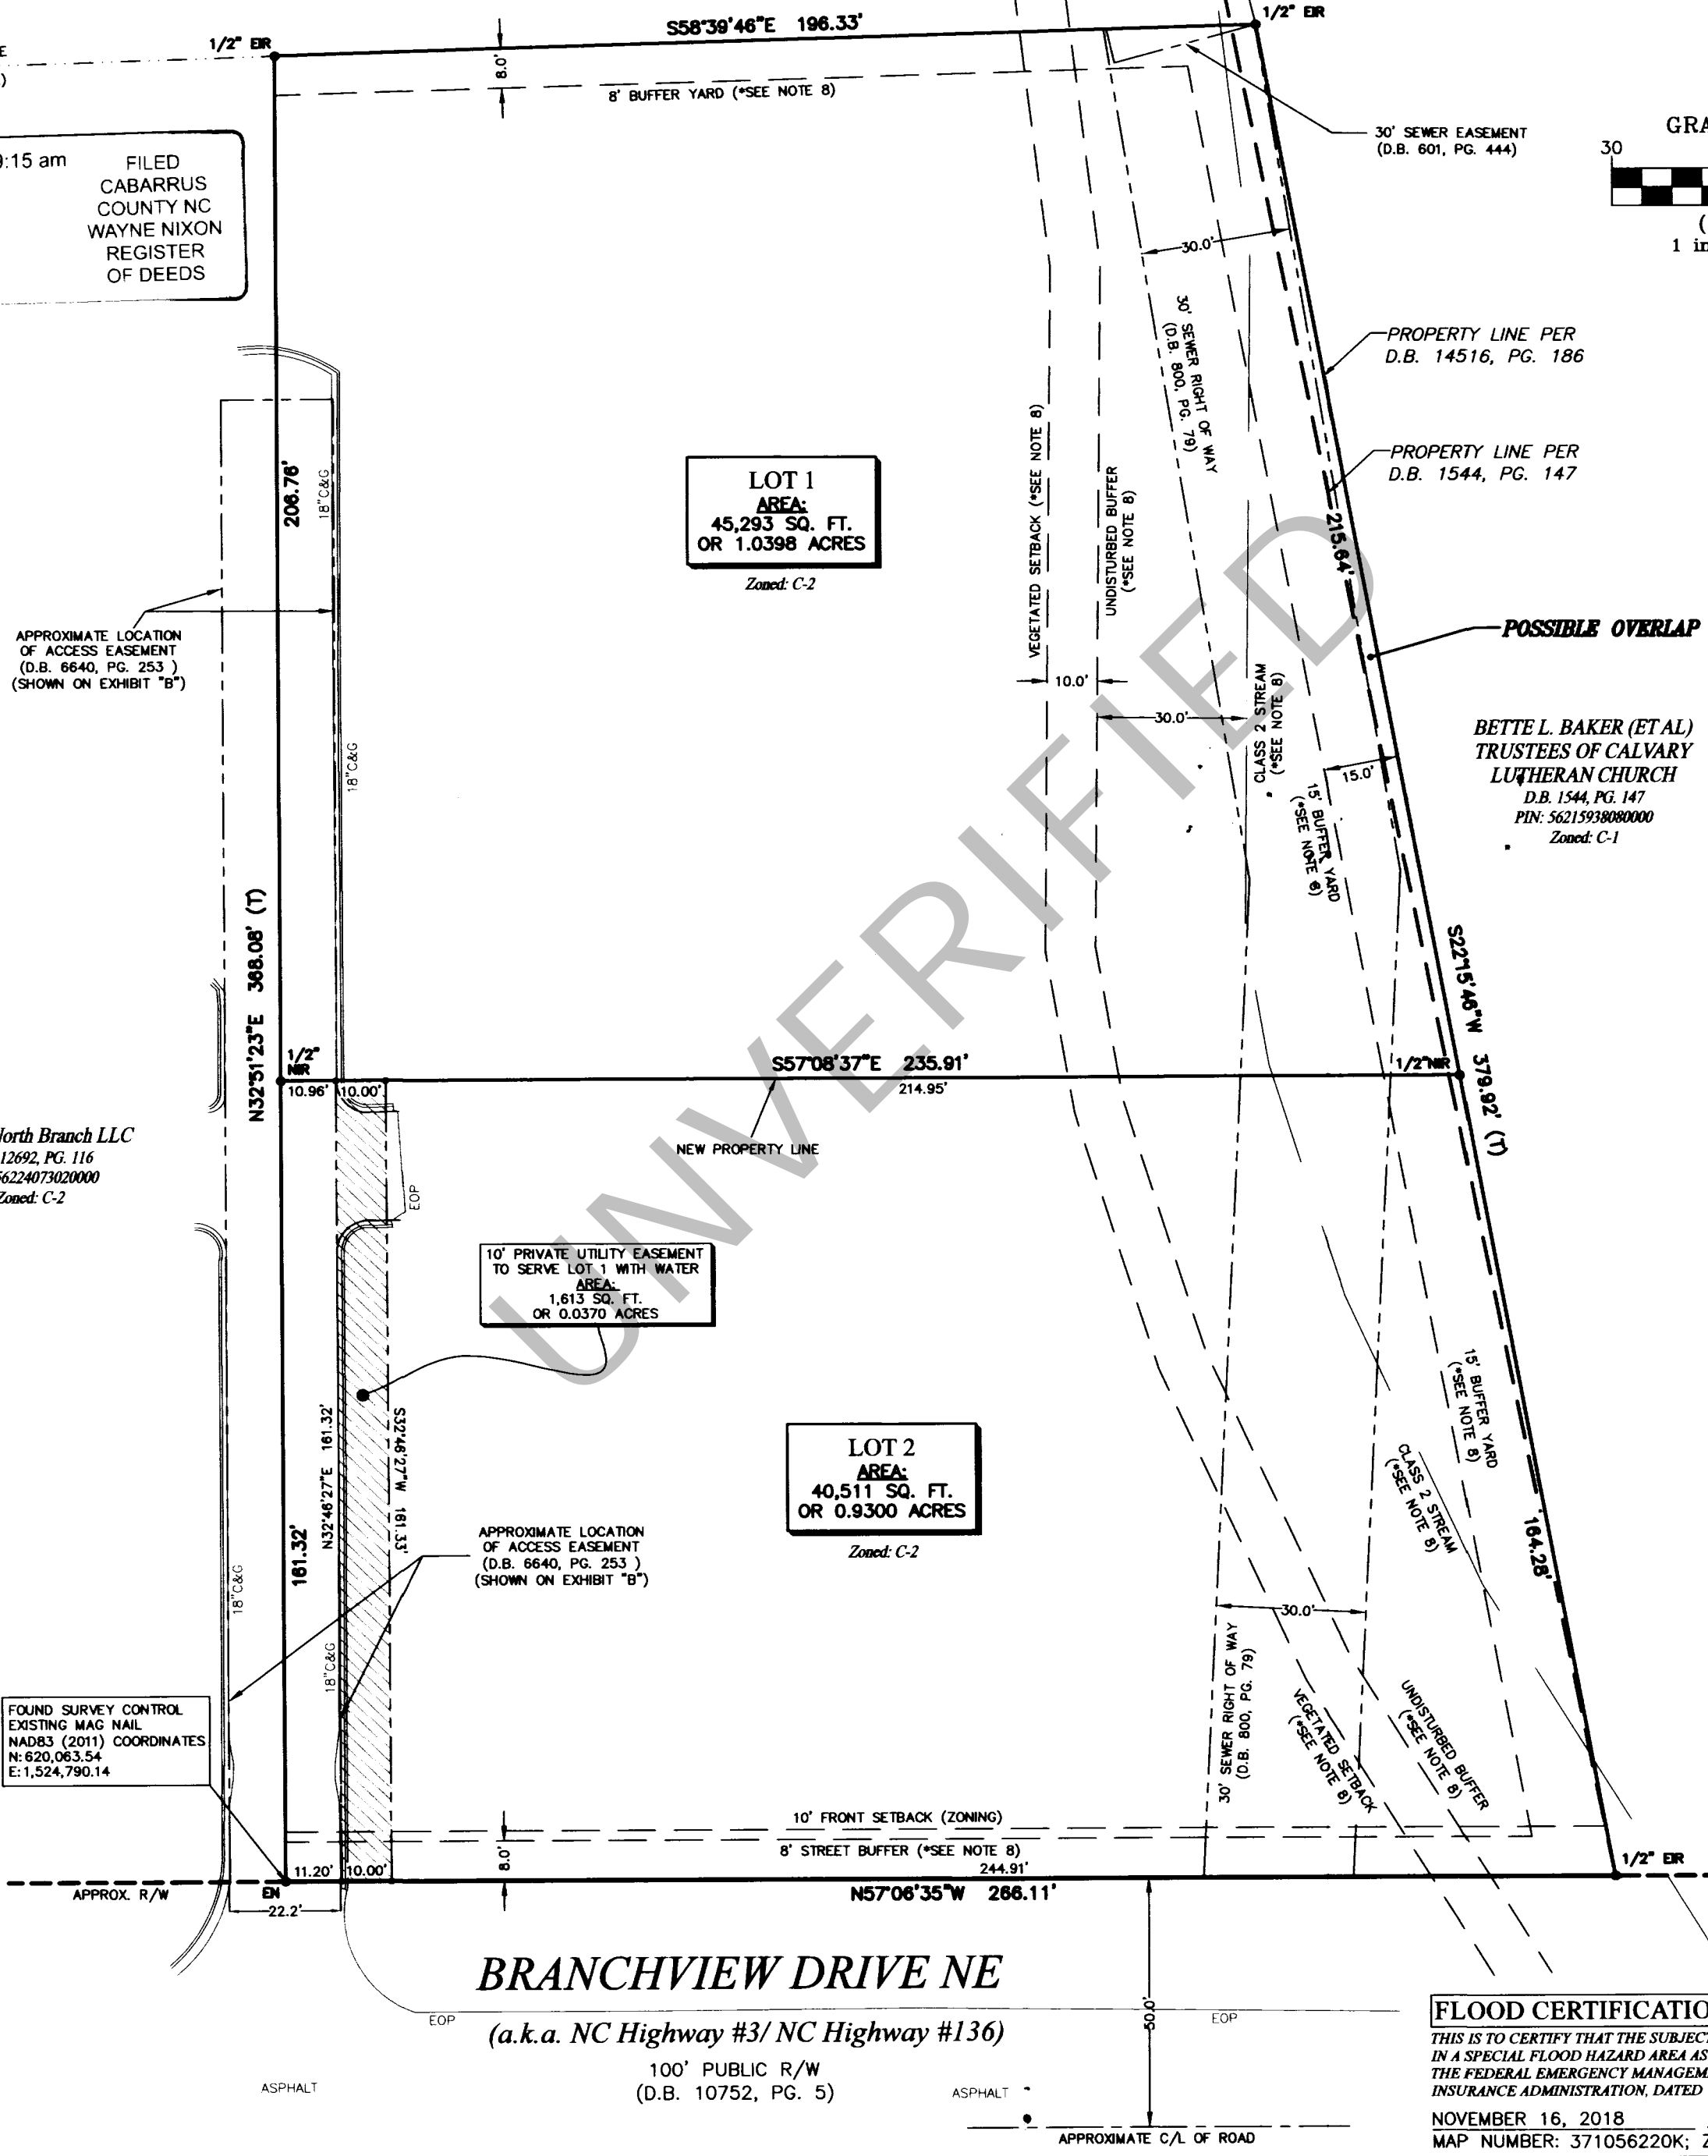 1/2" EIR
S58°39'46"E 196.33'
1/2" EIR
E
)
8.0'
8' BUFFER YARD (*SEE NOTE 8)
30' SEWER EASEMENT
(D.B. 601, PG. 444)
GRA
30
(
1 in
9:15 am
FILED
CABARRUS
COUNTY NC
WAYNE NIXON
REGISTER
OF DEEDS
30.0'
30' SEWER RIGHT OF WAY
(D.B. 800, PG. 79)
PROPERTY LINE PER
D.B. 14516, PG. 186
PROPERTY LINE PER
D.B. 1544, PG. 147
206.76'
18"C&G
LOT 1
AREA:
45,293 SQ. FT.
OR 1.0398 ACRES
Zoned: C-2
VEGETATED SETBACK (*SEE NOTE 8)
UNDISTURBED BUFFER
(*SEE NOTE 8)
215.64'
POSSIBLE OVERLAP
APPROXIMATE LOCATION
OF ACCESS EASEMENT
(D.B. 6640, PG. 253 )
(SHOWN ON EXHIBIT "B")
10.0'
30.0'
CLASS 2 STREAM
(*SEE NOTE 8)
15.0'
15' BUFFER YARD
(*SEE NOTE 8)
BETTE L. BAKER (ET AL)
TRUSTEES OF CALVARY
LUTHERAN CHURCH
D.B. 1544, PG. 147
PIN: 56215938080000
Zoned: C-1
18"C&G
UNVERIFIED
N32°51'23"E 368.08' (T)
S22°15'46"W 379.92' (T)
1/2"
NIR
S57°08'37"E 235.91'
1/2"NIR
10.96'
10.00'
214.95'
NEW PROPERTY LINE
North Branch LLC
12692, PG. 116
56224073020000
Zoned: C-2
EOP
10' PRIVATE UTILITY EASEMENT
TO SERVE LOT 1 WITH WATER
AREA:
1,613 SQ. FT.
OR 0.0370 ACRES
N32°46'27"E 161.32'
S32°46'27"W 161.33'
LOT 2
AREA:
40,511 SQ. FT.
OR 0.9300 ACRES
Zoned: C-2
15' BUFFER YARD
(*SEE NOTE 8)
CLASS 2 STREAM
(*SEE NOTE 8)
164.28'
161.32'
APPROXIMATE LOCATION
OF ACCESS EASEMENT
(D.B. 6640, PG. 253 )
(SHOWN ON EXHIBIT "B")
18"C&G
18"C&G
30.0'
30' SEWER RIGHT OF WAY
(D.B. 800, PG. 79)
VEGETATED SETBACK
(*SEE NOTE 8)
UNDISTURBED BUFFER
(*SEE NOTE 8)
FOUND SURVEY CONTROL
EXISTING MAG NAIL
NAD83 (2011) COORDINATES
N: 620,063.54
E: 1,524,790.14
10' FRONT SETBACK (ZONING)
8' STREET BUFFER (*SEE NOTE 8)
8.0'
11.20'
10.00'
244.91'
1/2" EIR
APPROX. R/W
EN
N57°06'35"W 266.11'
22.2'
BRANCHVIEW DRIVE NE
EOP
EOP
50.0'
(a.k.a. NC Highway #3/ NC Highway #136)
100' PUBLIC R/W
(D.B. 10752, PG. 5)
ASPHALT
ASPHALT
APPROXIMATE C/L OF ROAD
FLOOD CERTIFICATIO
THIS IS TO CERTIFY THAT THE SUBJECT
IN A SPECIAL FLOOD HAZARD AREA AS
THE FEDERAL EMERGENCY MANAGEM
INSURANCE ADMINISTRATION, DATED
NOVEMBER 16, 2018
MAP NUMBER: 371056220K; Z